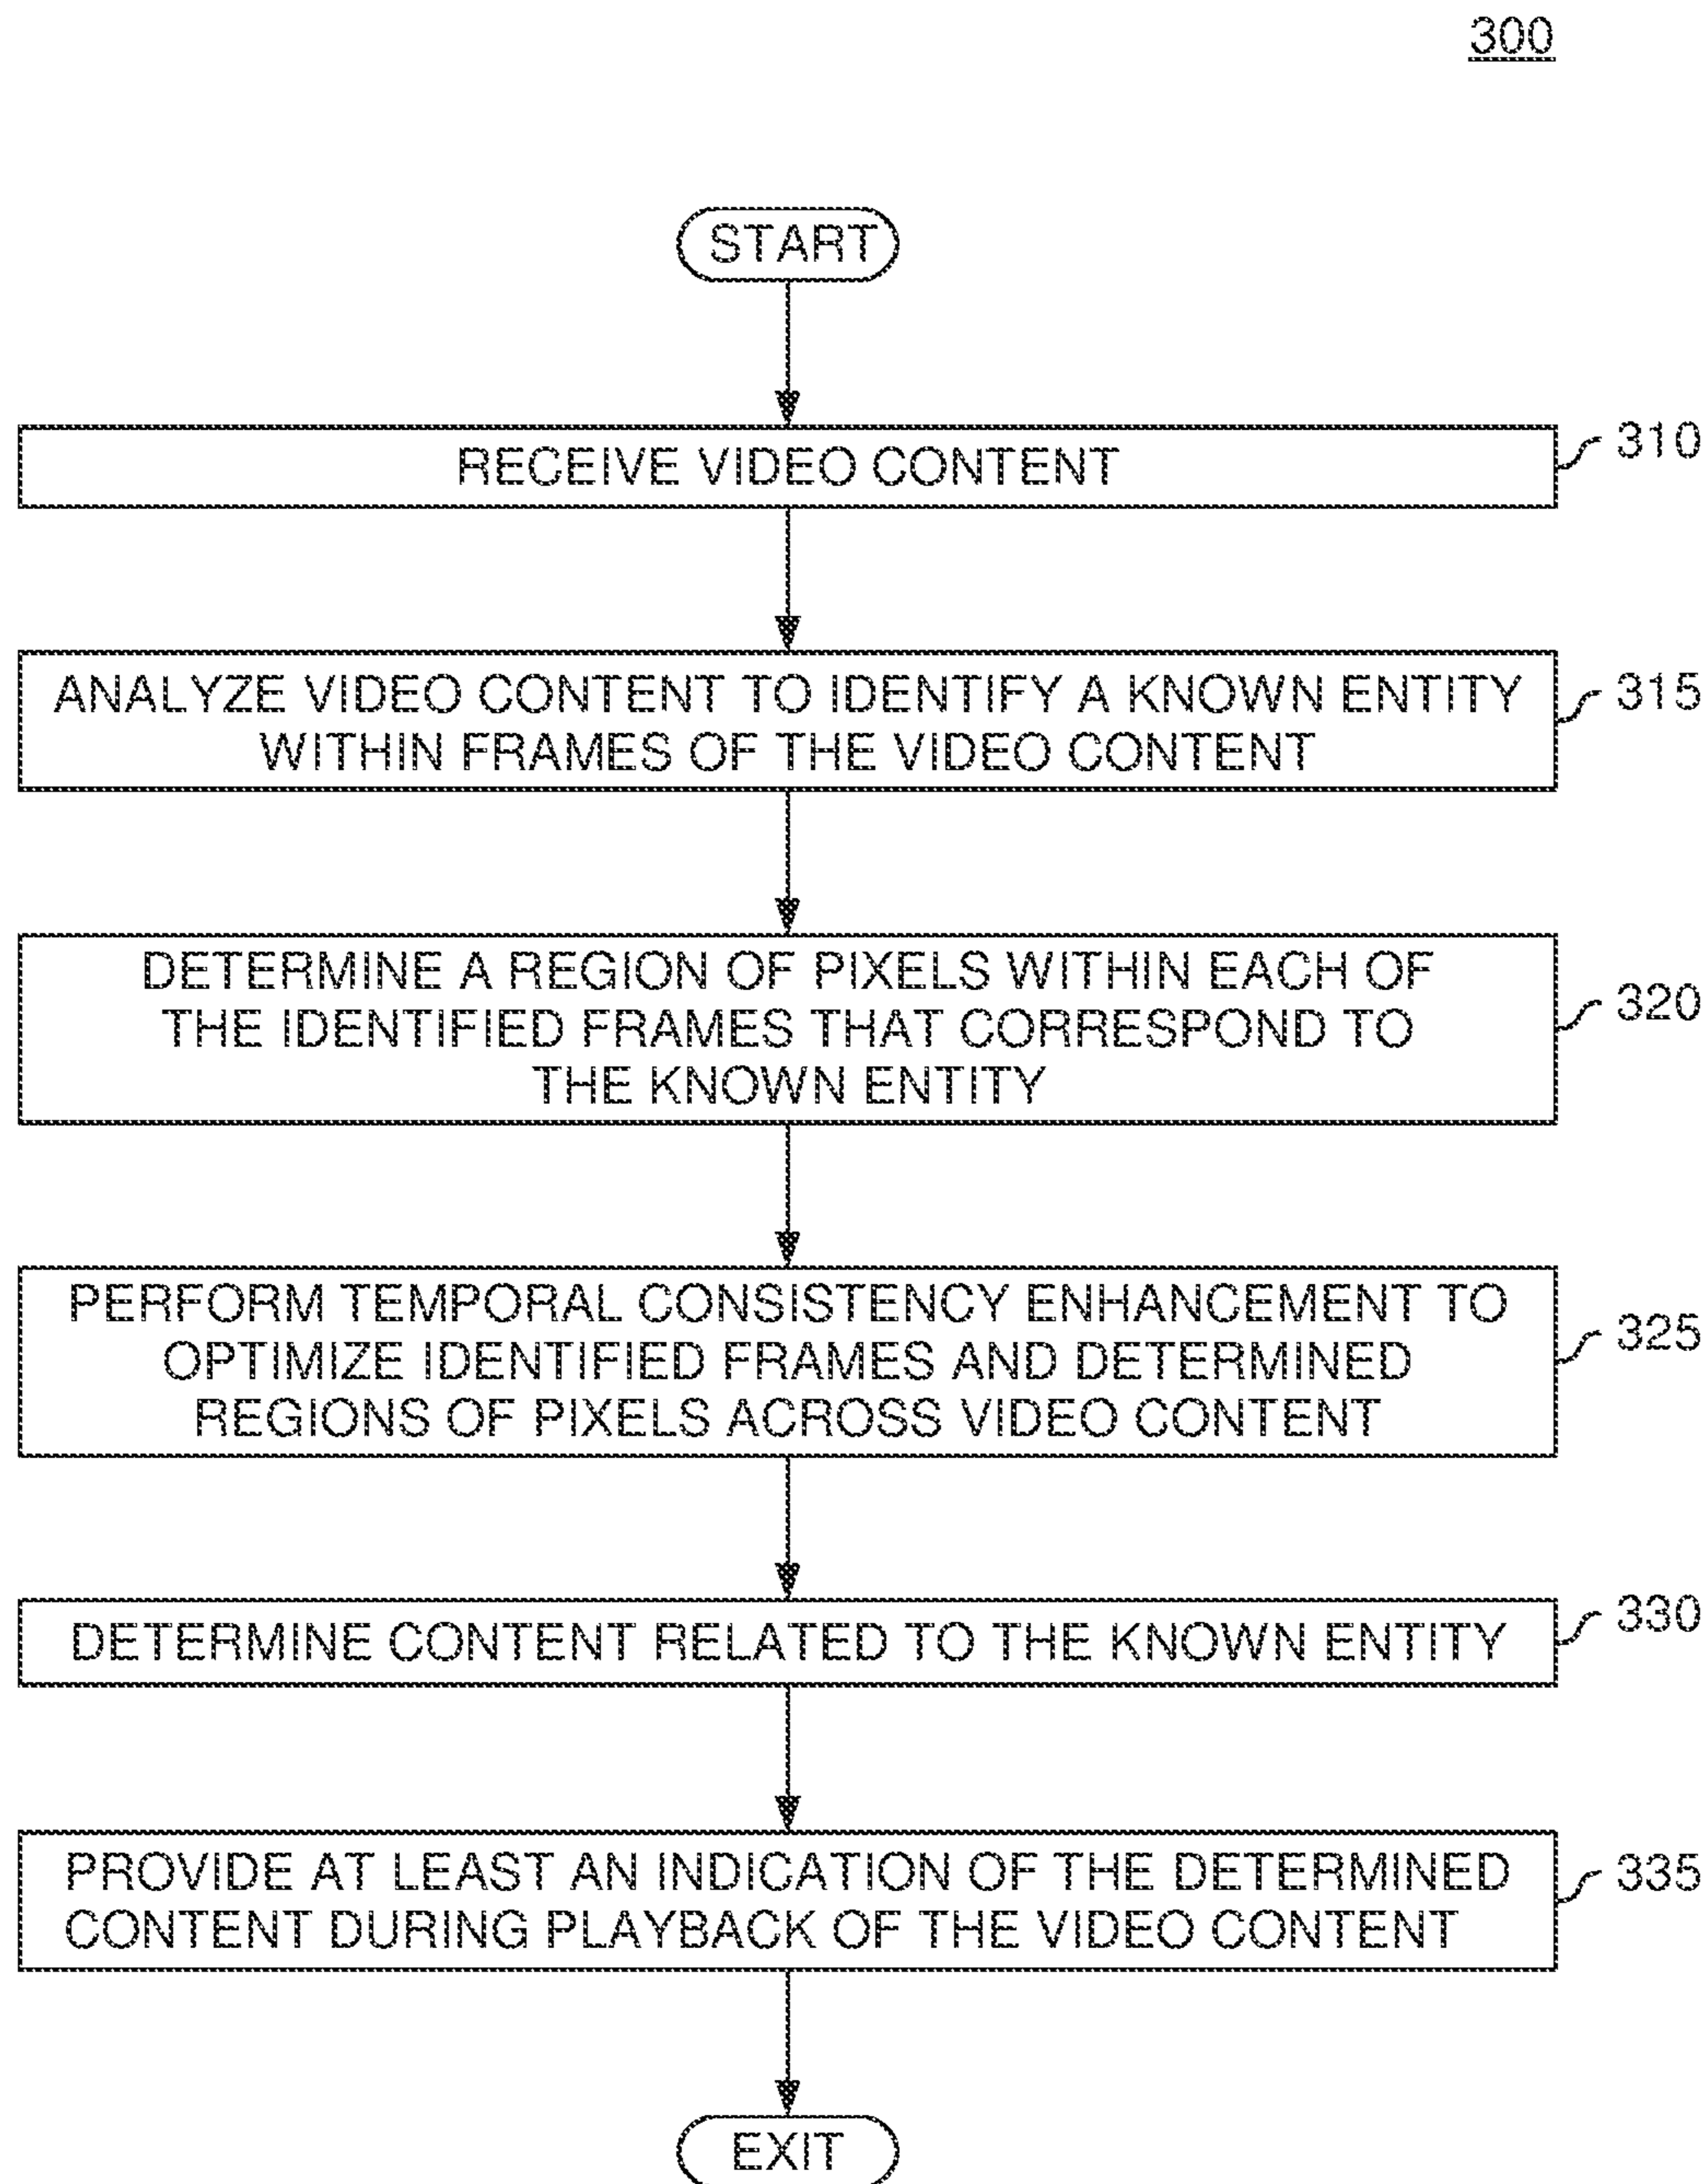 300
START
RECEIVE VIDEO CONTENT
310
ANALYZE VIDEO CONTENT TO IDENTIFY A KNOWN ENTITY
WITHIN FRAMES OF THE VIDEO CONTENT
315
DETERMINE A REGION OF PIXELS WITHIN EACH OF
THE IDENTIFIED FRAMES THAT CORRESPOND TO
THE KNOWN ENTITY
320
PERFORM TEMPORAL CONSISTENCY ENHANCEMENT TO
OPTIMIZE IDENTIFIED FRAMES AND DETERMINED
REGIONS OF PIXELS ACROSS VIDEO CONTENT
325
DETERMINE CONTENT RELATED TO THE KNOWN ENTITY
330
PROVIDE AT LEAST AN INDICATION OF THE DETERMINED
CONTENT DURING PLAYBACK OF THE VIDEO CONTENT
335
EXIT